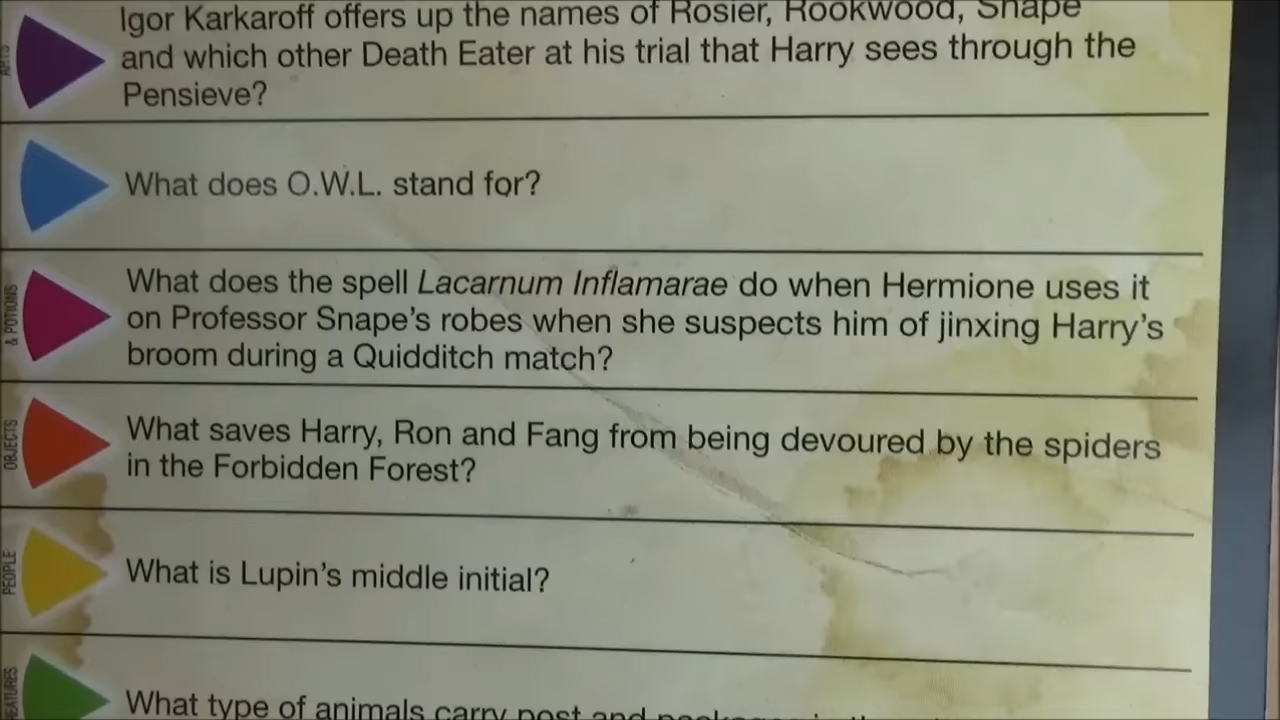 Igor Karkaroff offers up the names of Rosier, Rookwood, Snape
and which other Death Eater at his trial that Harry sees through the
Pensieve?
What does O.W.L. stand for?
What does the spell Lacarnum Inflamarae do when Hermione uses it
& POTIONS
on Professor Snape's robes when she suspects him of jinxing Harry's
broom during a Quidditch match?
What saves Harry, Ron and Fang from being devoured by the spiders
OBJECTS
in the Forbidden Forest?
PEOPLE
What is Lupin's middle initial?
What type of animals carry post and